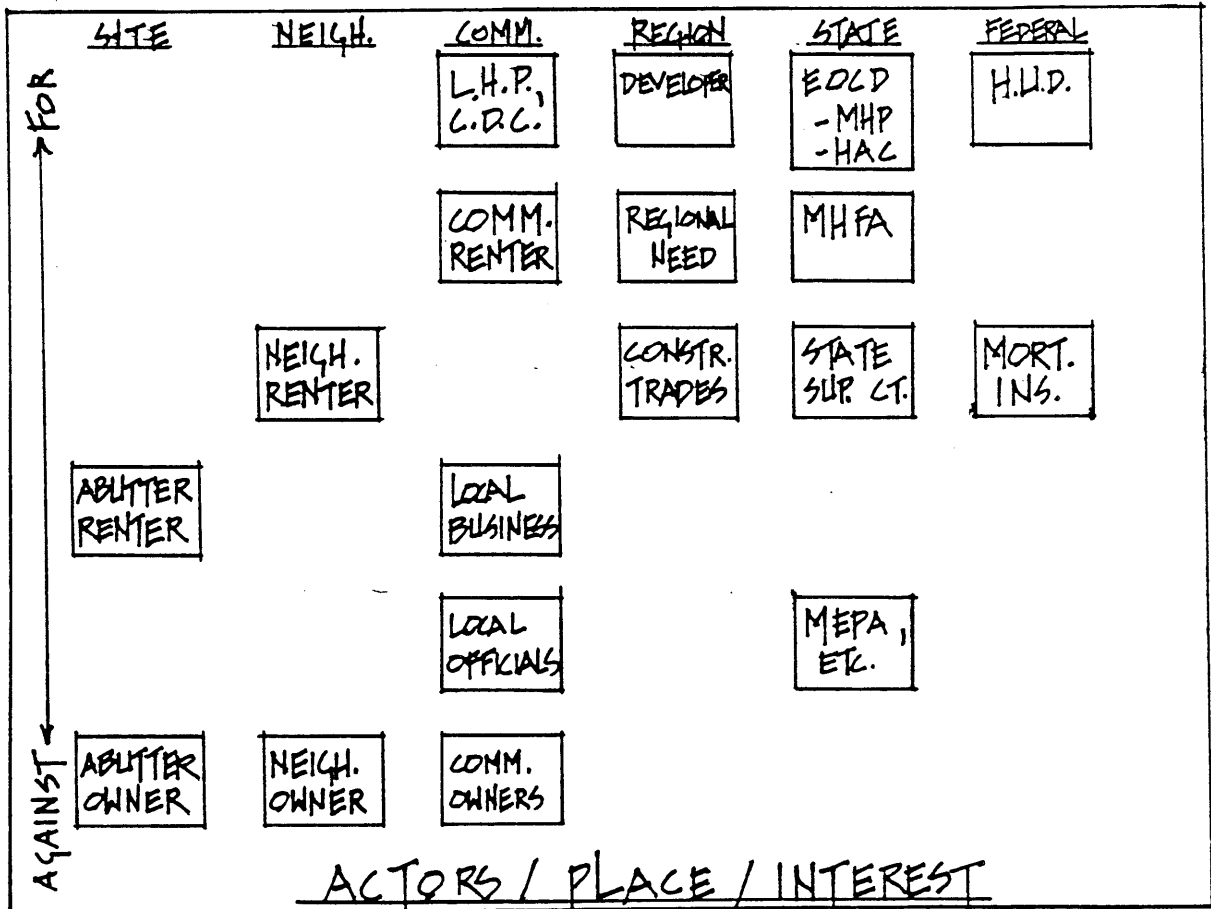 SITE NEIGH. COMM. REGION STATE FEDERAL
FOR
L.H.P.,
C.D.C.
DEVELOPER
EOCD
-MHP
-HAC
H.U.D.
COMM.
RENTER
REGIONAL
NEED
MHFA
NEIGH.
RENTER
CONSTR.
TRADES
STATE
SUP. CT.
MORT.
INS.
ABUTTER
RENTER
LOCAL
BUSINESS
LOCAL
OFFICIALS
MEPA,
ETC.
AGAINST
ABUTTER
OWNER
NEIGH.
OWNER
COMM.
OWNERS
ACTORS / PLACE / INTEREST